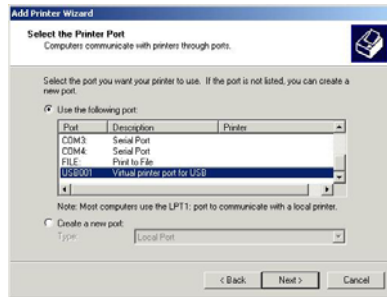 Add Printer Wizard
Select the Printer Port
Computers communicate with printers through ports.
Select the port you want your printer to use. If the port is not listed, you can create a
new port.
Use the following port:
Port Description Printer
COM3: Serial Port
COM4: Serial Port
FILE: Print to File
USB001 Virtual printer port for USB
Note: Most computers use the LPT1: port to communicate with a local printer.
Create a new port:
Type: Local Port
< Back Next > Cancel